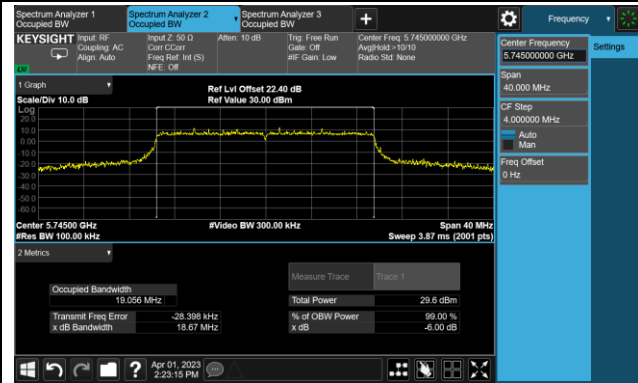 Spectrum Analyzer 1
Occupied BW
Spectrum Analyzer 2
Occupied BW
Spectrum Analyzer 3
Occupied BW
+
Frequency
KEYSIGHT
Input: RF
Coupling: AC
Align: Auto
Input Z: 50 Ω
Corr CCorr
Freq Ref: Int (S)
NFE: Off
Atten: 10 dB
Trig: Free Run
Gate: Off
#IF Gain: Low
Center Freq: 5.745000000 GHz
Avg|Hold:>10/10
Radio Std: None
Center Frequency
5.745000000 GHz
Settings
Span
40.000 MHz
CF Step
4.000000 MHz
Auto
Man
Freq Offset
0 Hz
1 Graph
Scale/Div 10.0 dB
Ref Lvl Offset 22.40 dB
Ref Value 30.00 dBm
Log
20.0
10.0
0.00
-10.0
-20.0
-30.0
-40.0
-50.0
-60.0
Center 5.74500 GHz
#Video BW 300.00 kHz
Span 40 MHz
#Res BW 100.00 kHz
Sweep 3.87 ms (2001 pts)
2 Metrics
Measure Trace
Trace 1
Occupied Bandwidth
19.056 MHz
Total Power
29.6 dBm
Transmit Freq Error
-28.398 kHz
% of OBW Power
99.00 %
x dB Bandwidth
18.67 MHz
x dB
-6.00 dB
?
Apr 01, 2023
2:23:15 PM